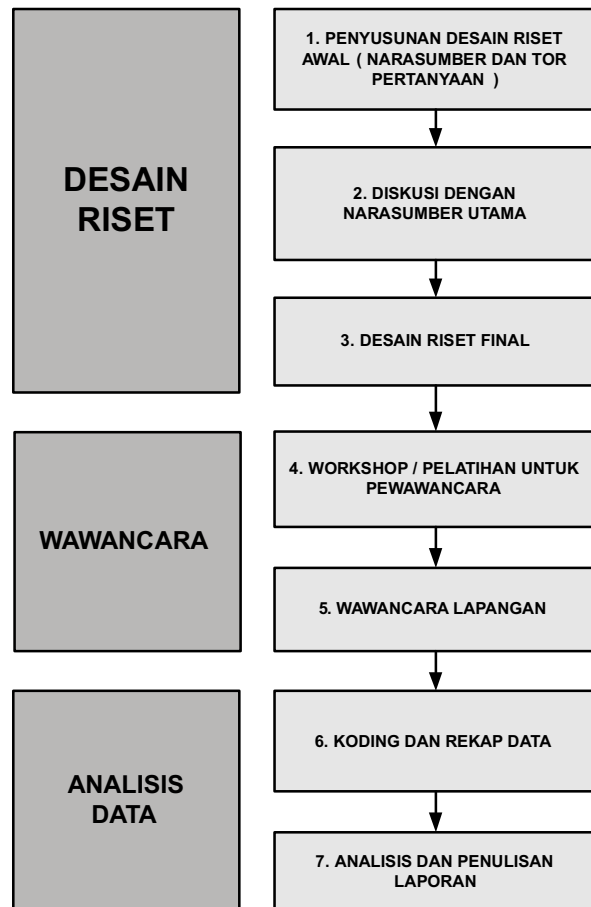 DESAIN
RISET
1. PENYUSUNAN DESAIN RISET
AWAL ( NARASUMBER DAN TOR
PERTANYAAN )
2. DISKUSI DENGAN
NARASUMBER UTAMA
3. DESAIN RISET FINAL
WAWANCARA
4. WORKSHOP / PELATIHAN UNTUK
PEWAWANCARA
5. WAWANCARA LAPANGAN
ANALISIS
DATA
6. KODING DAN REKAP DATA
7. ANALISIS DAN PENULISAN
LAPORAN